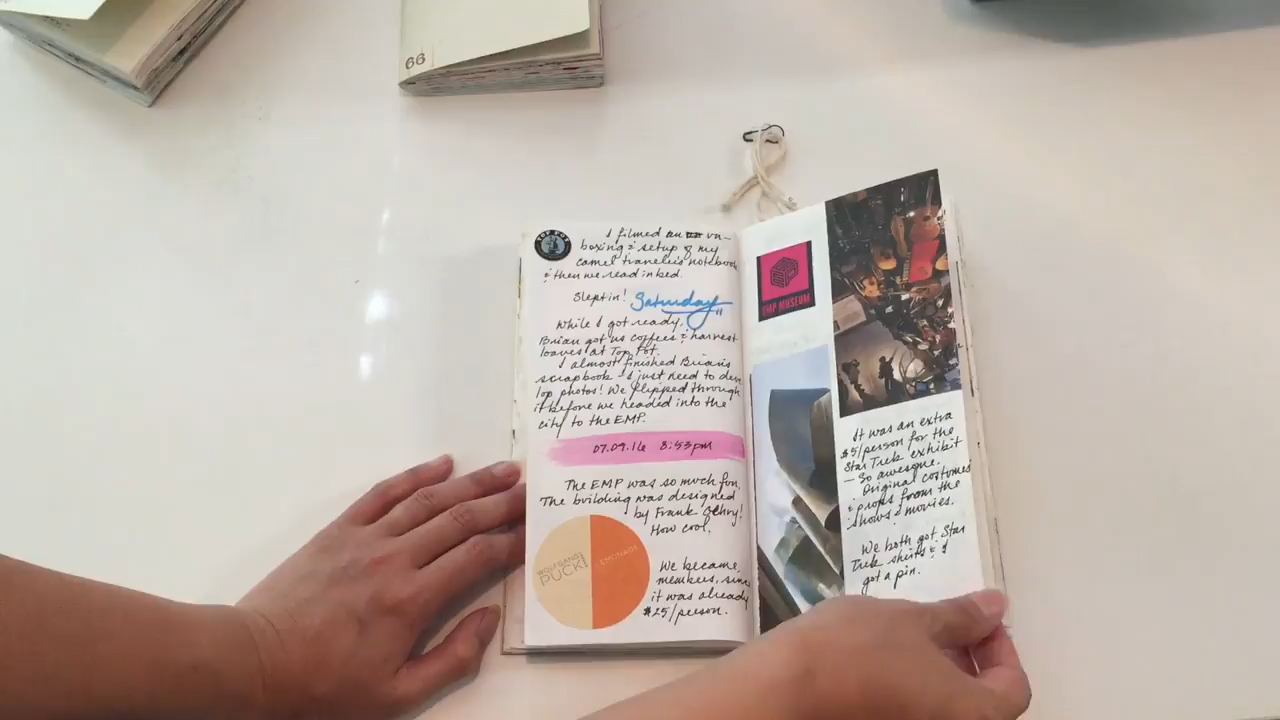 66
TOP POT
I filmed an un-
boxing & setup of my
camel traveler's notebook
& then we read in bed.
Slept in! Saturday
While I got ready,
Brian got us coffees & harvest
loaves at Top Pot.
I almost finished Brian's
scrapbook - I just need to deve
lop photos! We flipped through
it before we headed into the
city to the EMP.
07.09.16 8:53pm
The EMP was so much fun.
The building was designed
by Frank Gehry!
How cool.
WOLFGANG
PUCK
LEMONADE
We became
members, since
it was already
$25/person.
EMP MUSEUM
It was an extra
$5/person for the
Star Trek exhibit
- So awesome.
Original costumes
& props from the
shows & movies.
We both got Star
Trek shirts & I
got a pin.